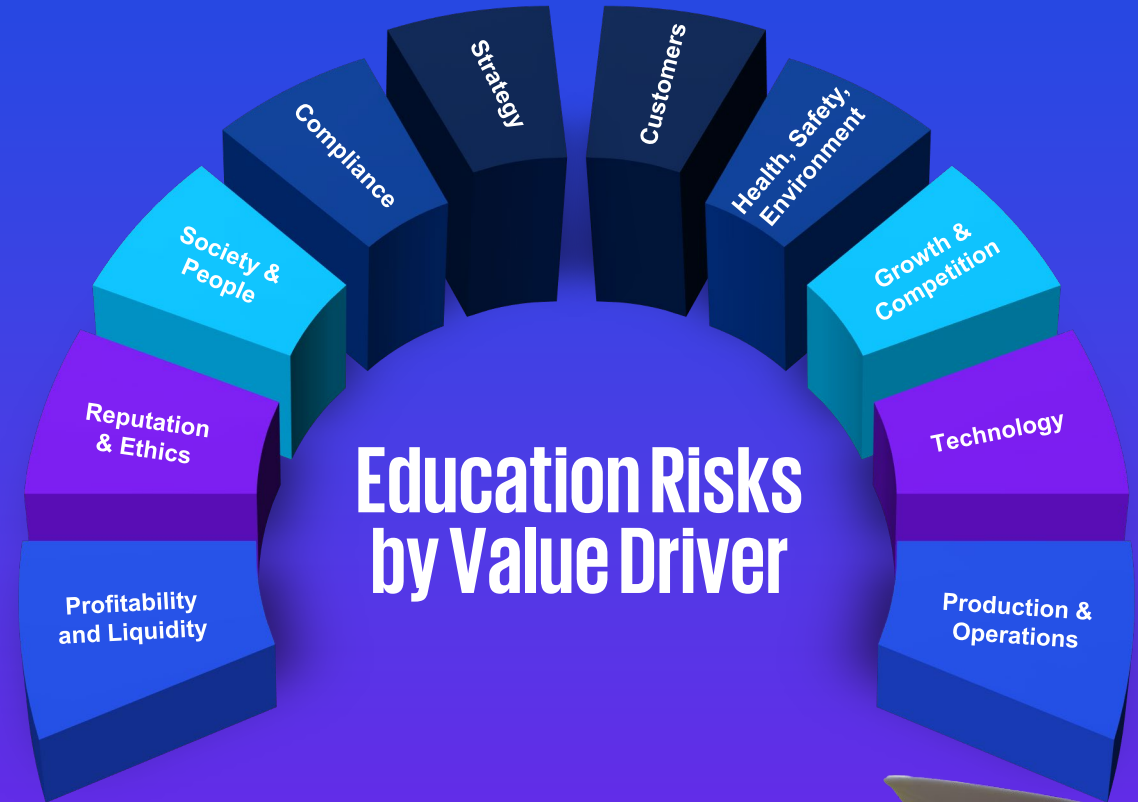 Strategy
Customers
Compliance
Health, Safety,
Environment
Society &
People
Growth &
Competition
Reputation
& Ethics
Technology
Education Risks
by Value Driver
Profitability
and Liquidity
Production &
Operations